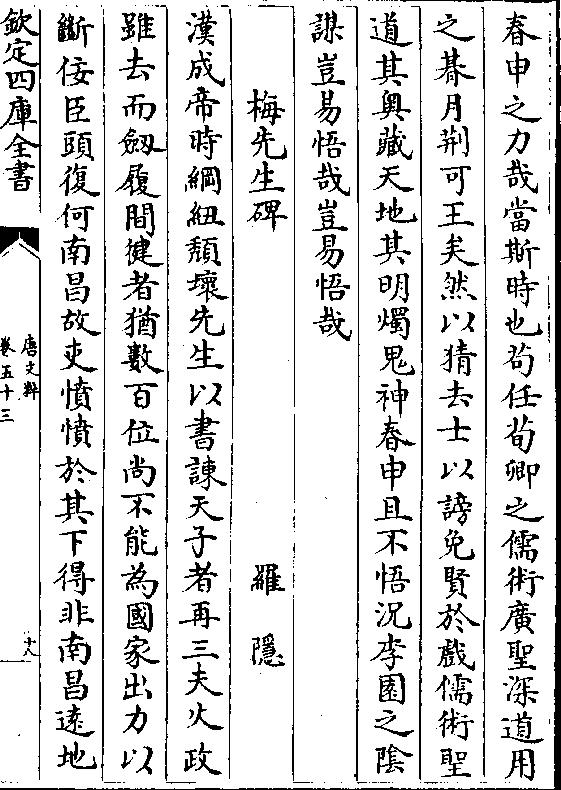 春申之力哉當斯時也苟任荀卿之儒術廣聖深道用
之朞月荆可王矣然以猜去士以謗免賢於戲儒術聖
道其奥藏天地其明燭鬼神春申且不悟況李園之陰
謀豈易悟哉豈易悟哉
梅先生碑 羅隱
漢成帝時綱紐頽壞先生以書諫天子者再三夫火政
雖去而劔履間健者猶數百位尚不能為國家出力以
斷佞臣頭復何南昌故吏憤憤於其下得非南昌逺地
欽定四庫全書
唐文粹
卷五十三
十八